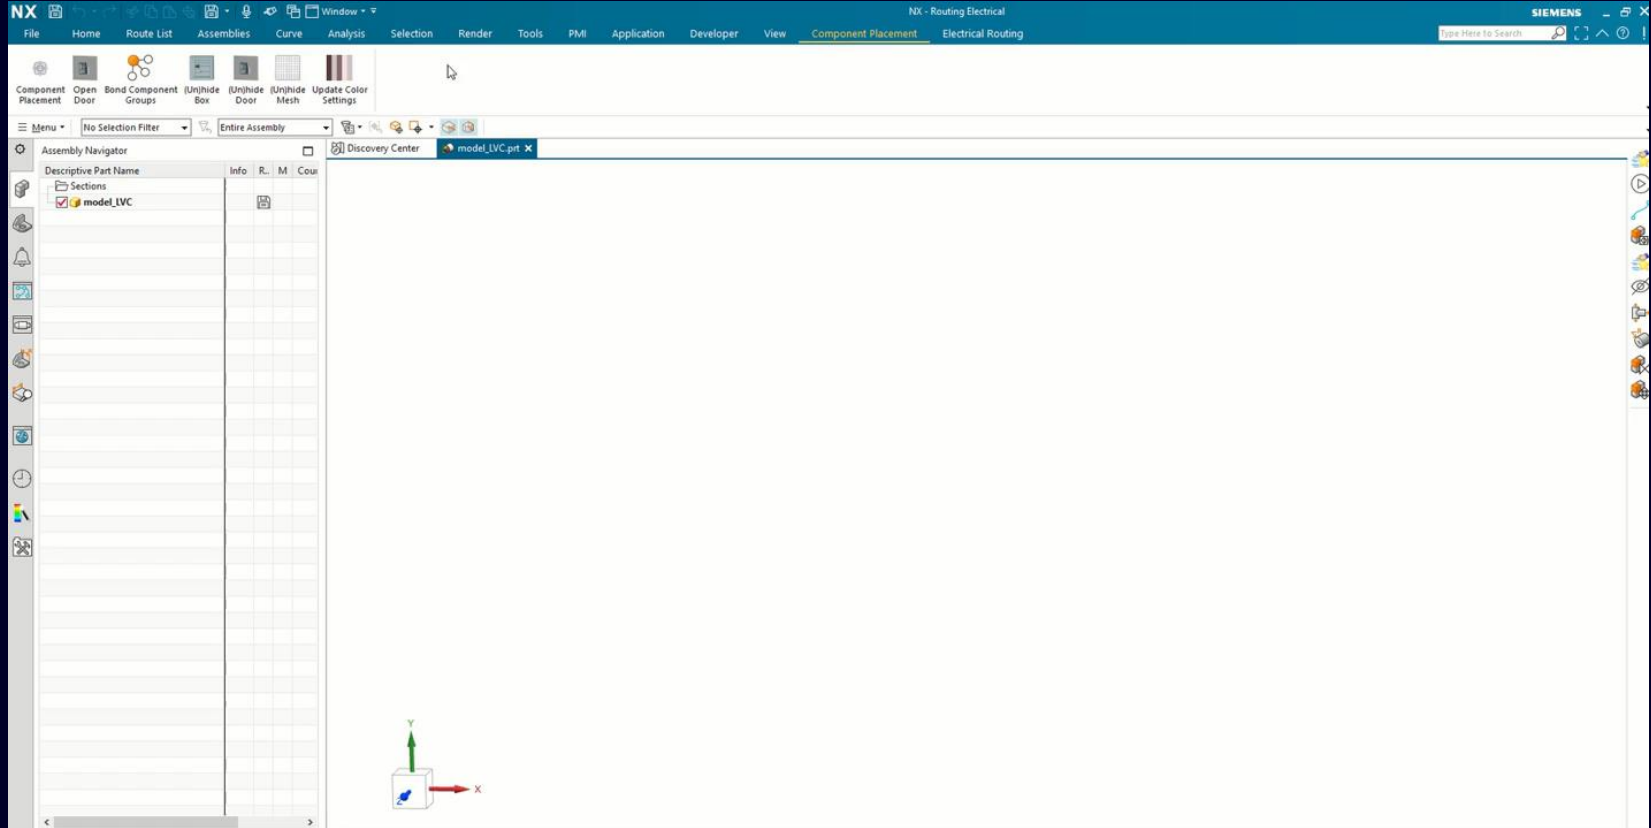 NX
Window
NX - Routing Electrical
SIEMENS
File
Home
Route List
Assemblies
Curve
Analysis
Selection
Render
Tools
PMI
Application
Developer
View
Component Placement
Electrical Routing
Type Here to Search
Component
Placement
Open
Door
Bond Component
Groups
(Un)hide
Box
(Un)hide
Door
(Un)hide
Mesh
Update Color
Settings
Menu
No Selection Filter
Entire Assembly
Assembly Navigator
Discovery Center
model_LVC.prt
Descriptive Part Name
Info
R..
M
Cour
Sections
model_LVC
Y
X
Z